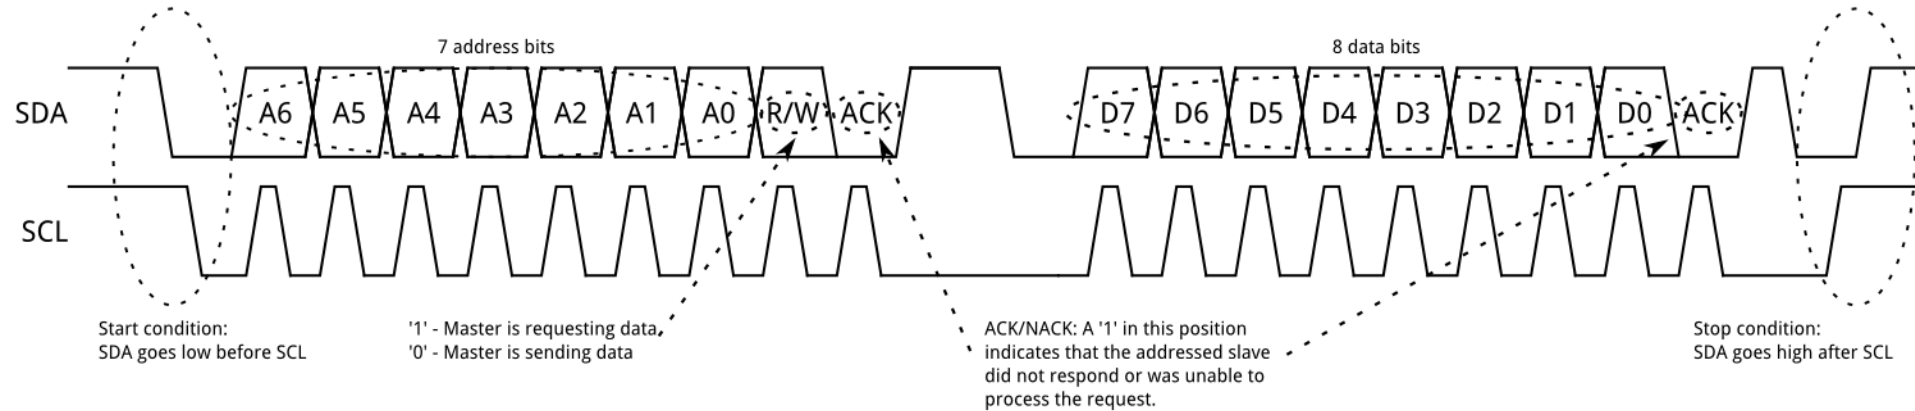 7 address bits
8 data bits
SDA
A6 A5 A4 A3 A2 A1 A0 R/W ACK
D7 D6 D5 D4 D3 D2 D1 D0 ACK
SCL
Start condition:
SDA goes low before SCL
'1' - Master is requesting data
'0' - Master is sending data
ACK/NACK: A '1' in this position
indicates that the addressed slave
did not respond or was unable to
process the request.
Stop condition:
SDA goes high after SCL